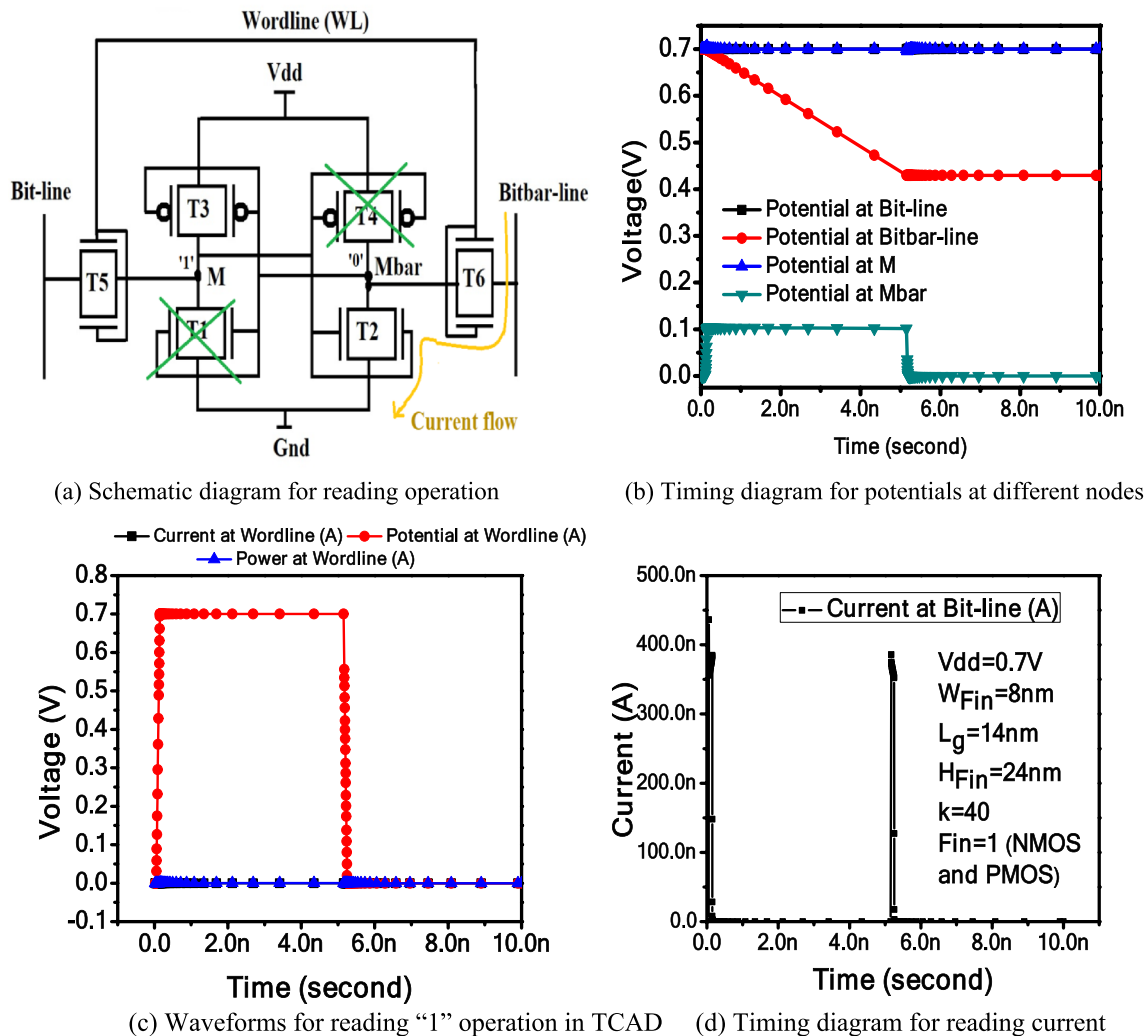 Wordline (WL)
Vdd
Bit-line
Bitbar-line
T3
T4
T5
'1'
M
'0'
Mbar
T6
T1
T2
Current flow
Gnd
(a) Schematic diagram for reading operation
0.7
0.6
0.5
0.4
0.3
0.2
0.1
0.0
Voltage(V)
Potential at Bit-line
Potential at Bitbar-line
Potential at M
Potential at Mbar
0.0 2.0n 4.0n 6.0n 8.0n 10.0n
Time (second)
(b) Timing diagram for potentials at different nodes
Current at Wordline (A) Potential at Wordline (A)
Power at Wordline (A)
0.8
0.7
0.6
0.5
0.4
0.3
0.2
0.1
0.0
-0.1
Voltage (V)
0.0 2.0n 4.0n 6.0n 8.0n 10.0n
Time (second)
(c) Waveforms for reading “1” operation in TCAD
500.0n
400.0n
300.0n
200.0n
100.0n
0.0
Current (A)
Current at Bit-line (A)
Vdd=0.7V
WFin=8nm
Lg=14nm
HFin=24nm
k=40
Fin=1 (NMOS
and PMOS)
0.0 2.0n 4.0n 6.0n 8.0n 10.0n
Time (second)
(d) Timing diagram for reading current